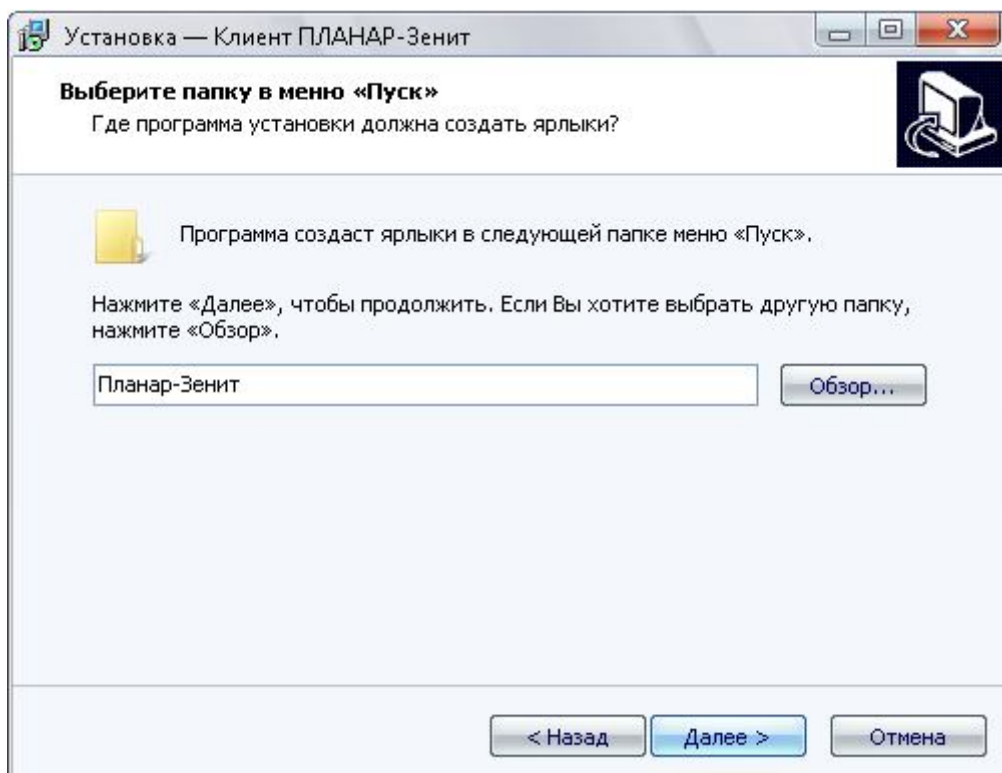 Установка — Клиент ПЛАНАР-Зенит
Выберите папку в меню «Пуск»
Где программа установки должна создать ярлыки?
Программа создаст ярлыки в следующей папке меню «Пуск».
Нажмите «Далее», чтобы продолжить. Если Вы хотите выбрать другую папку,
нажмите «Обзор».
Планар-Зенит
Обзор...
< Назад
Далее >
Отмена